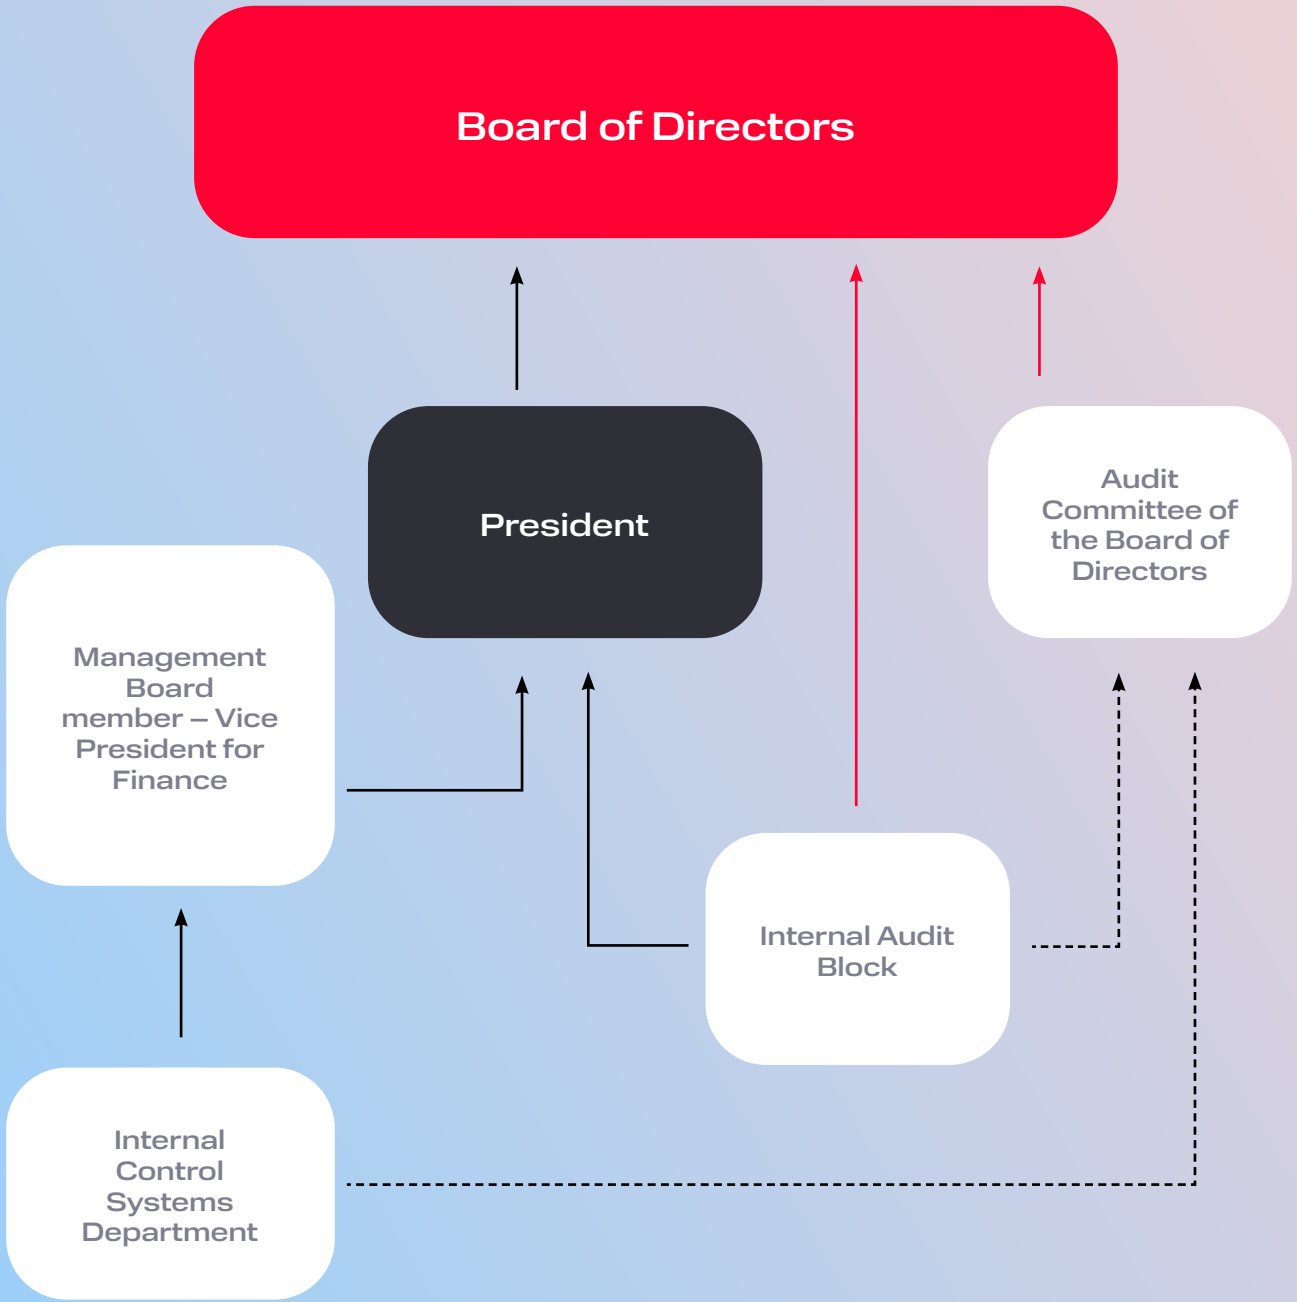 Board of Directors
President
Audit
Committee of
the Board of
Directors
Management
Board
member – Vice
President for
Finance
Internal Audit
Block
Internal
Control
Systems
Department